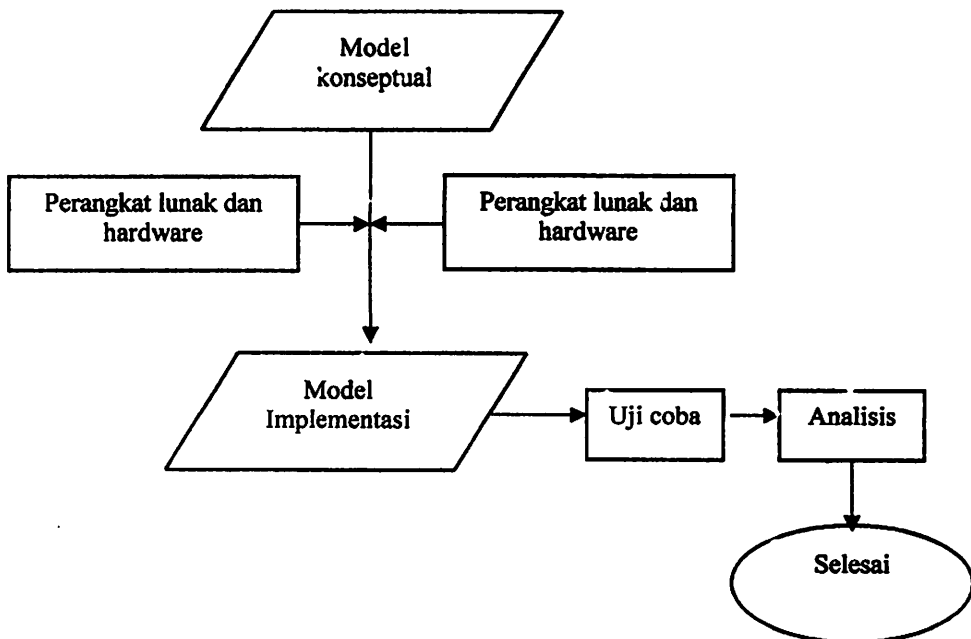 Model
konseptual
Perangkat lunak dan
hardware
Perangkat lunak dan
hardware
Model
Implementasi
Uji coba
Analisis
Selesai